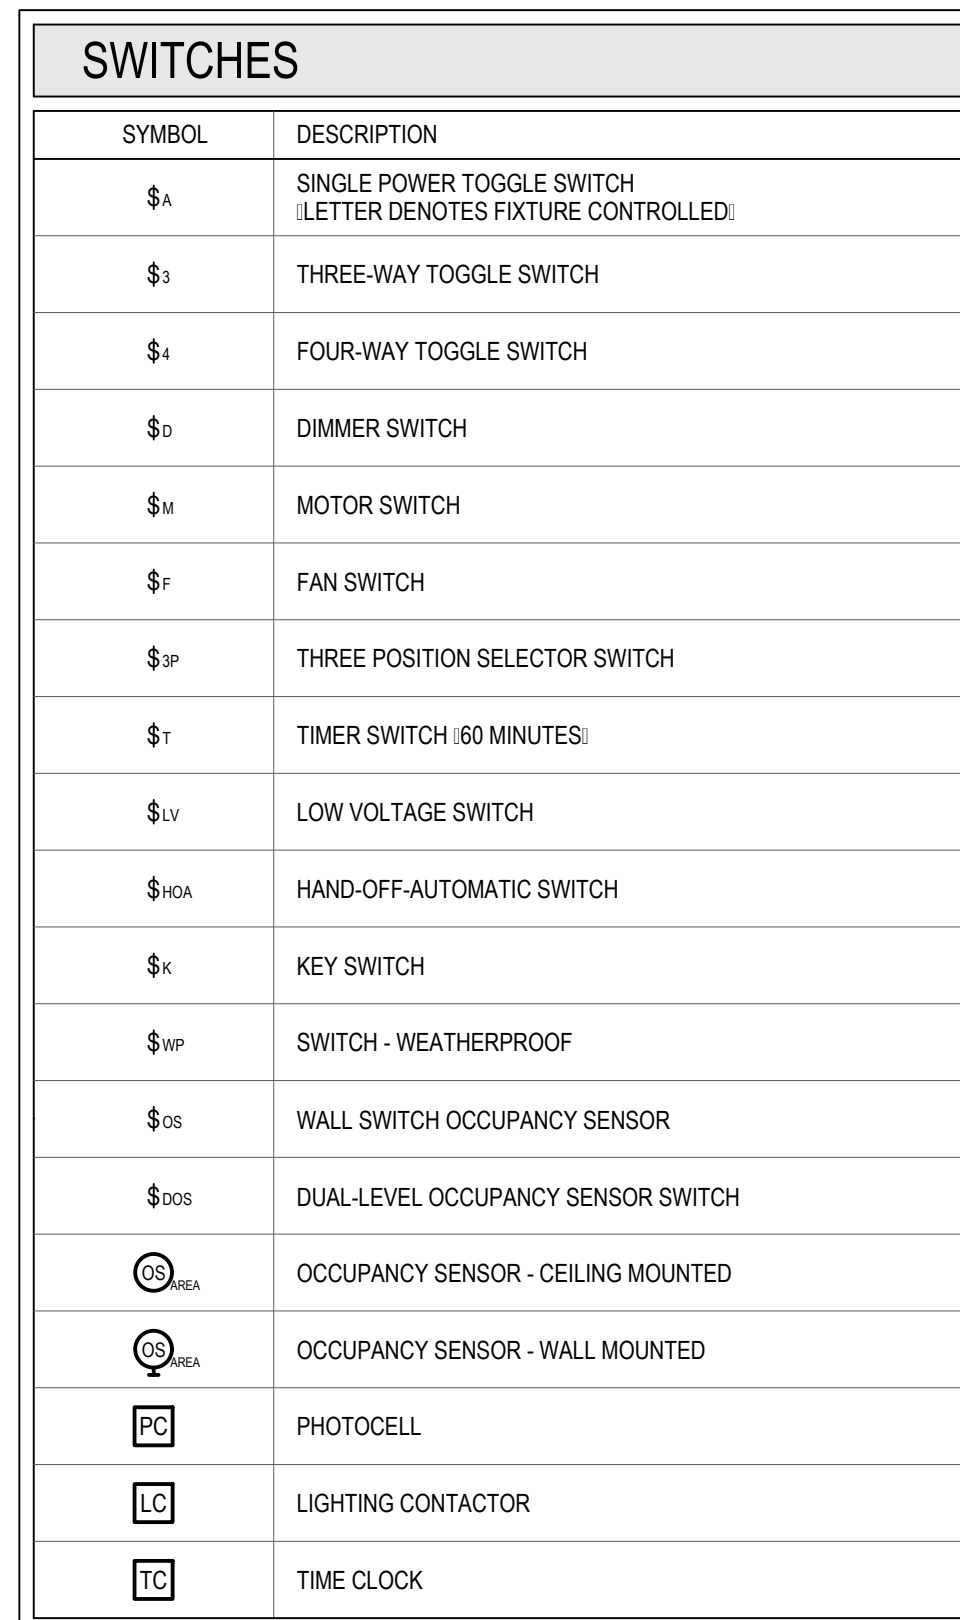 SWITCHES
SYMBOL DESCRIPTION
$A SINGLE POWER TOGGLE SWITCH
▯LETTER DENOTES FIXTURE CONTROLLED▯
$3 THREE-WAY TOGGLE SWITCH
$4 FOUR-WAY TOGGLE SWITCH
$D DIMMER SWITCH
$M MOTOR SWITCH
$F FAN SWITCH
$3P THREE POSITION SELECTOR SWITCH
$T TIMER SWITCH ▯60 MINUTES▯
$LV LOW VOLTAGE SWITCH
$HOA HAND-OFF-AUTOMATIC SWITCH
$K KEY SWITCH
$WP SWITCH - WEATHERPROOF
$OS WALL SWITCH OCCUPANCY SENSOR
$DOS DUAL-LEVEL OCCUPANCY SENSOR SWITCH
OS AREA OCCUPANCY SENSOR - CEILING MOUNTED
OS AREA OCCUPANCY SENSOR - WALL MOUNTED
PC PHOTOCELL
LC LIGHTING CONTACTOR
TC TIME CLOCK